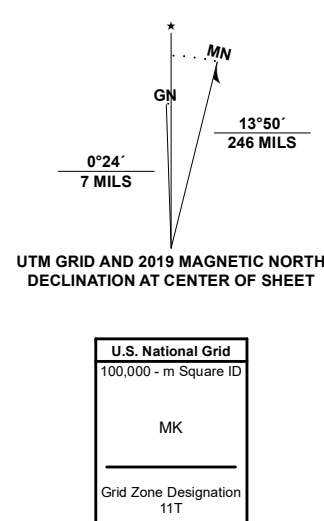 ★
MN
GN
13°50´
246 MILS
0°24´
7 MILS
UTM GRID AND 2019 MAGNETIC NORTH
DECLINATION AT CENTER OF SHEET
U.S. National Grid
100,000 - m Square ID
MK
Grid Zone Designation
11T